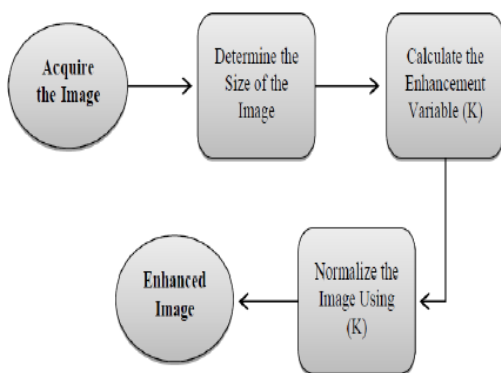 Acquire
the Image
Determine the
Size of the
Image
Calculate the
Enhancement
Variable (K)
Normalize the
Image Using
(K)
Enhanced
Image